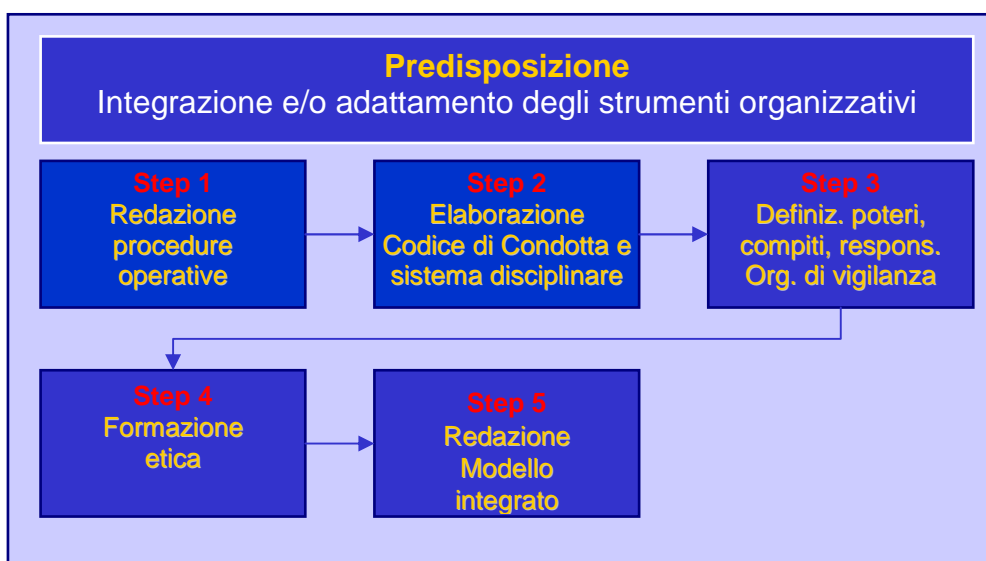 Predisposizione
Integrazione e/o adattamento degli strumenti organizzativi
Step 1
Redazione
procedure
operative
Step 2
Elaborazione
Codice di Condotta e
sistema disciplinare
Step 3
Definiz. poteri,
compiti, respons.
Org. di vigilanza
Step 4
Formazione
etica
Step 5
Redazione
Modello
integrato